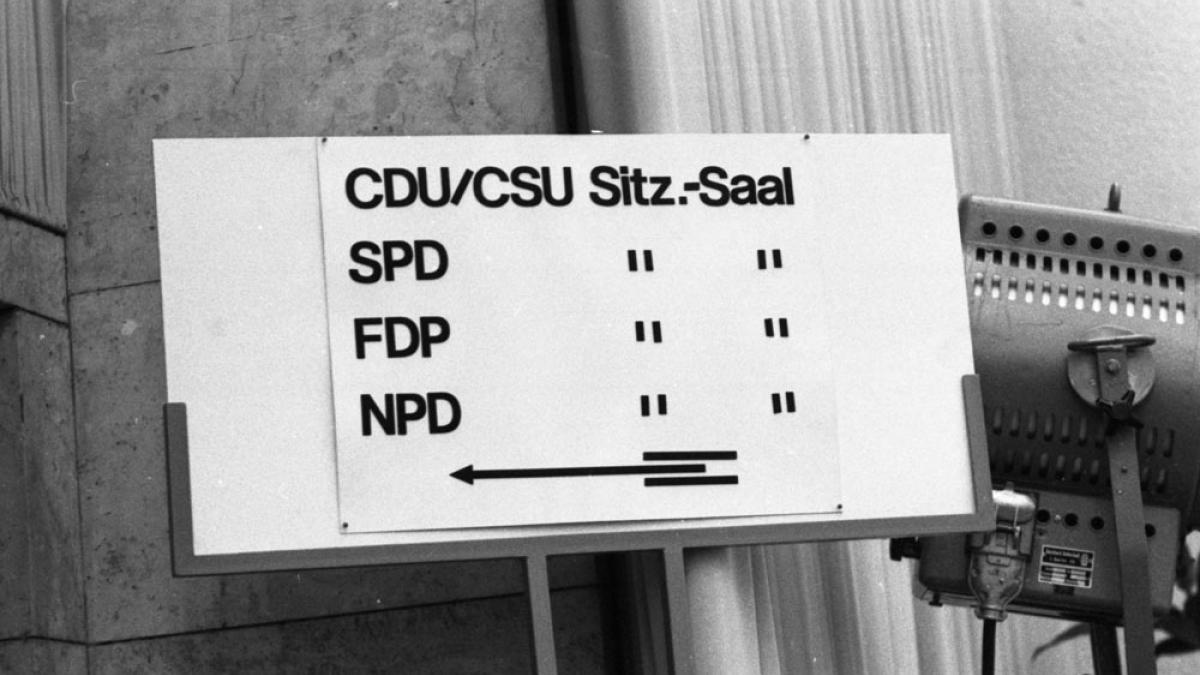 CDU/CSU Sitz.-Saal
SPD " "
FDP " "
NPD " "